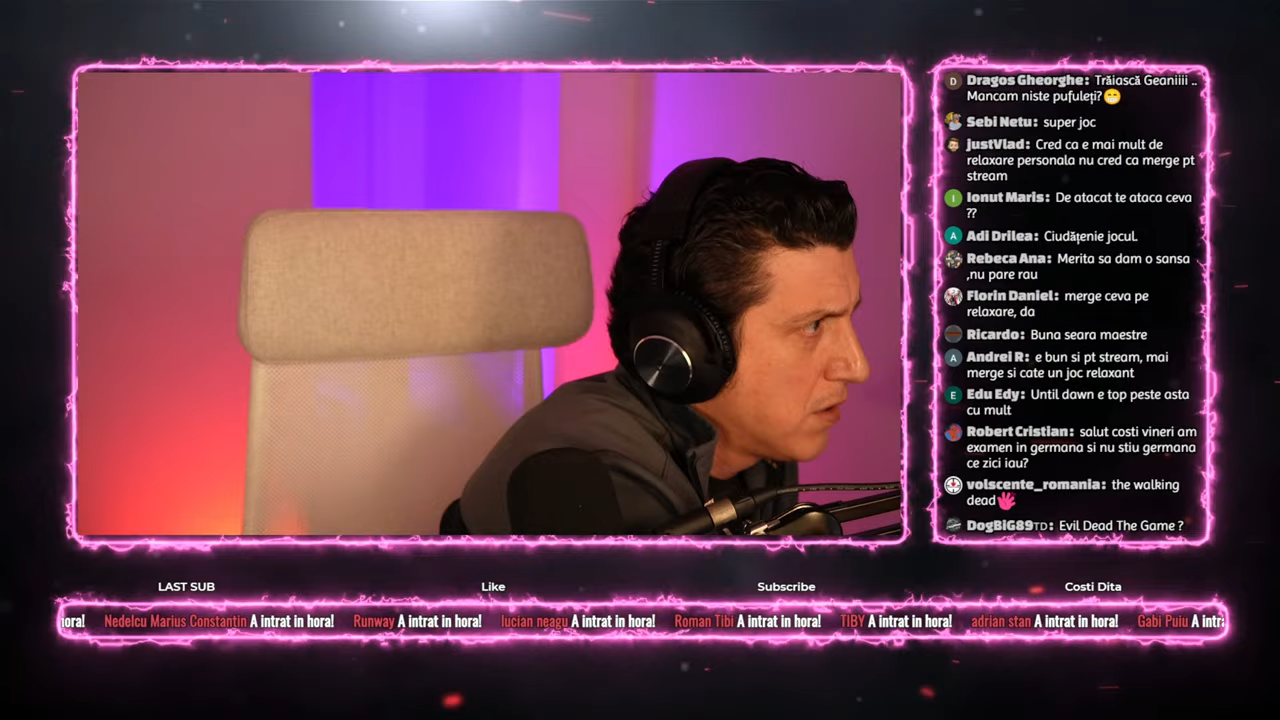 D Dragos Gheorghe: Trăiască Geaniiii ..
Mancam niste pufuleți?😁
Sebi Netu: super joc
justVlad: Cred ca e mai mult de
relaxare personala nu cred ca merge pt
stream
I Ionut Maris: De atacat te ataca ceva
??
A Adi Drilea: Ciudățenie jocul.
Rebeca Ana: Merita sa dam o sansa
,nu pare rau
Florin Daniel: merge ceva pe
relaxare, da
Ricardo: Buna seara maestre
A Andrei R: e bun si pt stream, mai
merge si cate un joc relaxant
E Edu Edy: Until dawn e top peste asta
cu mult
Robert Cristian: salut costi vineri am
examen in germana si nu stiu germana
ce zici iau?
volscente_romania: the walking
dead
DogBiG89TD: Evil Dead The Game ?
LAST SUB Like Subscribe Costi Dita
hora! Nedelcu Marius Constantin A intrat in hora! Runway A intrat in hora! lucian neagu A intrat in hora! Roman Tibi A intrat in hora! TIBY A intrat in hora! adrian stan A intrat in hora! Gabi Puiu A intr